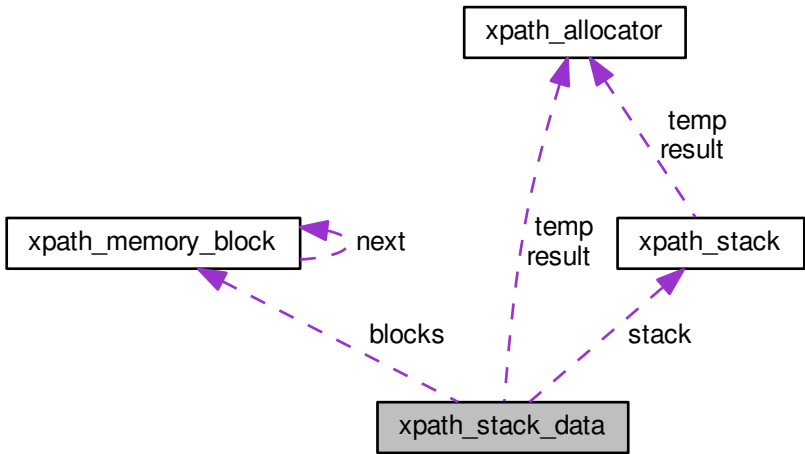 xpath_allocator
temp
result
xpath_memory_block
next
temp
result
xpath_stack
blocks
stack
xpath_stack_data